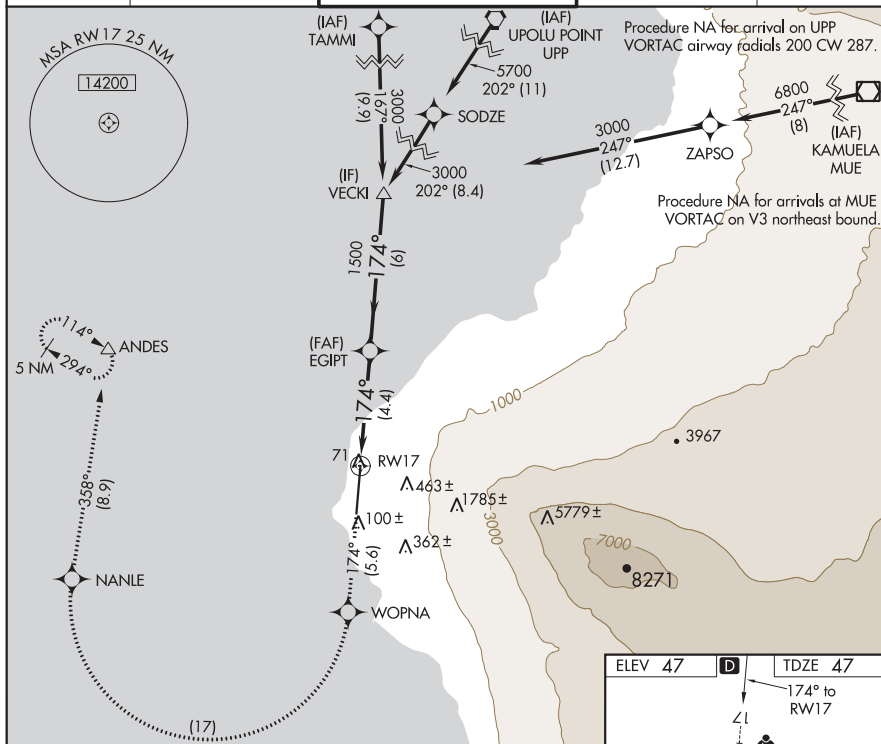 MSA RW17 25 NM
14200
(IAF)
TAMMI
(IAF)
UPOLU POINT
UPP
Procedure NA for arrival on UPP
VORTAC airway radials 200 CW 287.
5700
202° (11)
3000
167°
(9.9)
SODZE
6800
247°
(8)
(IAF)
KAMUELA
MUE
3000
247°
(12.7)
ZAPSO
3000
202° (8.4)
(IF)
VECKI
Procedure NA for arrivals at MUE
VORTAC on V3 northeast bound.
1500
174°
(6)
114°
ANDES
5 NM
294°
(FAF)
EGIPT
174°
(4.4)
1000
3967
71
RW17
463±
1785±
5779±
358°
(8.9)
100±
362±
3000
7000
174°
(5.6)
8271
NANLE
WOPNA
(17)
ELEV 47
D
TDZE 47
174° to
RW17
17